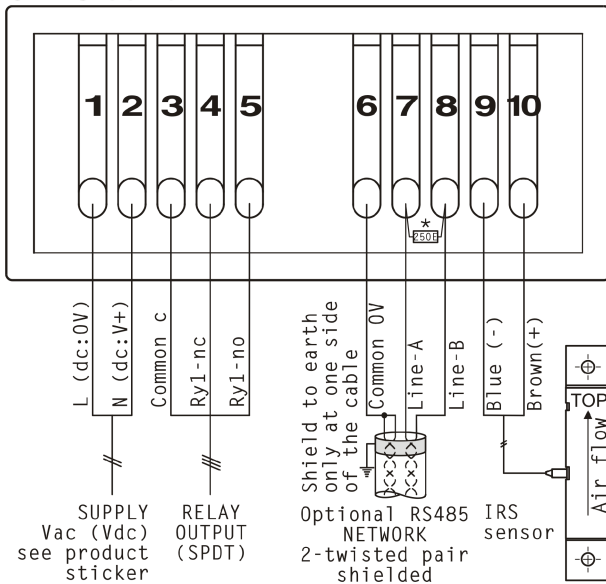 1 2 3 4 5 6 7 8 9 10
*
250E
L (dc:0V)
N (dc:V+)
Common c
Ry1-nc
Ry1-no
Shield to earth
only at one side
of the cable
Common 0V
Line-A
Line-B
Blue (-)
Brown(+)
TOP
Air flow
SUPPLY
Vac (Vdc)
see product
sticker
RELAY
OUTPUT
(SPDT)
Optional RS485
NETWORK
2-twisted pair
shielded
IRS
sensor